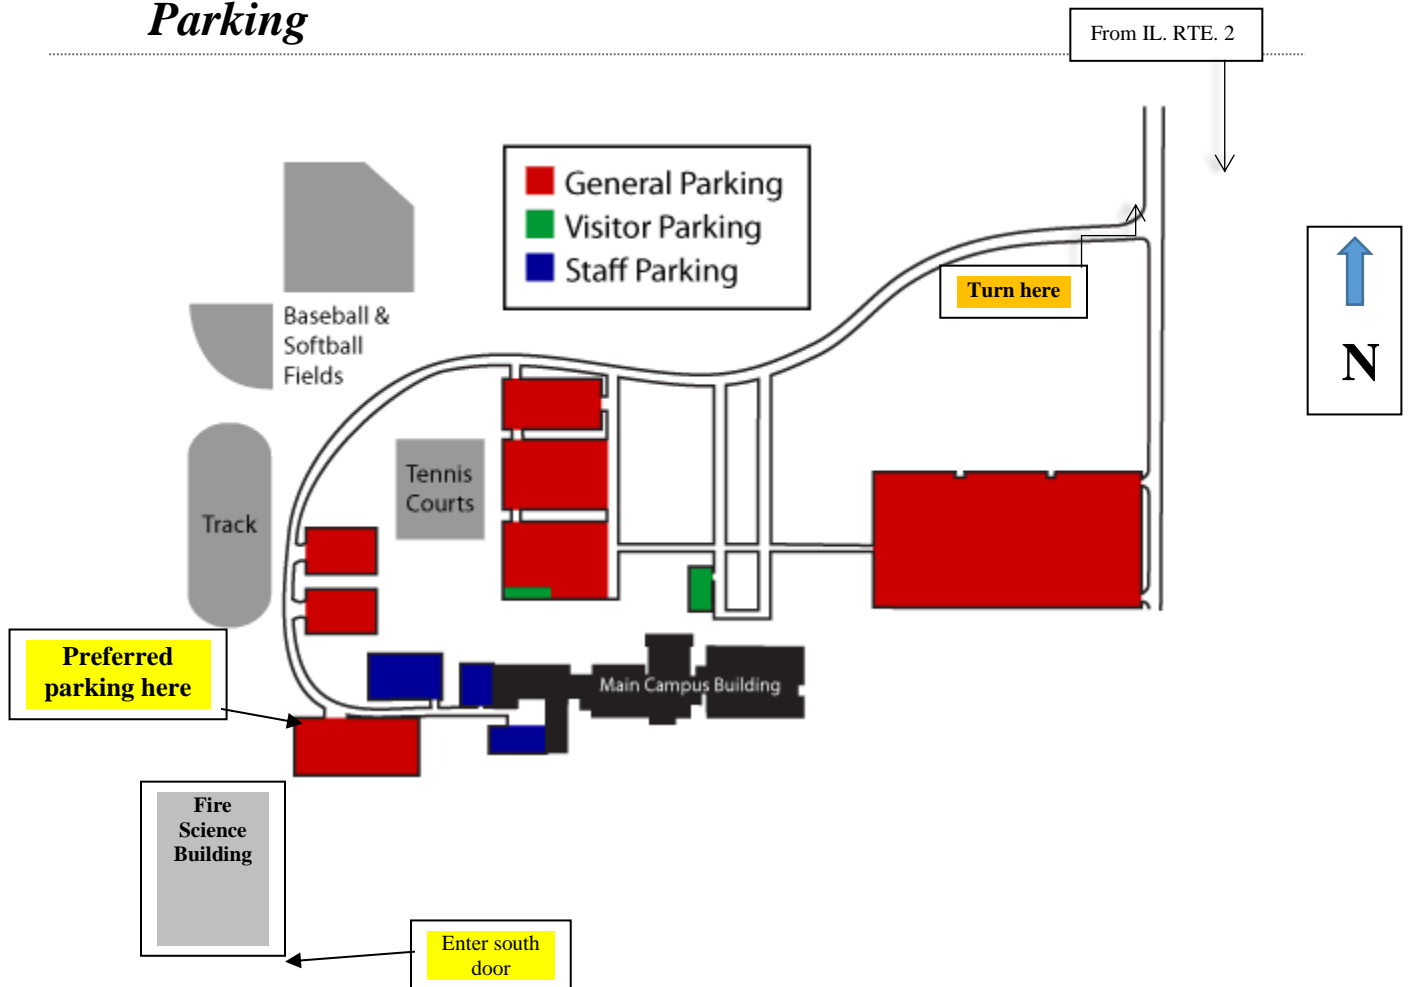 Parking
From IL. RTE. 2
General Parking
Visitor Parking
Staff Parking
Turn here
N
Baseball &
Softball
Fields
Tennis
Courts
Track
Preferred
parking here
Main Campus Building
Fire
Science
Building
Enter south
door